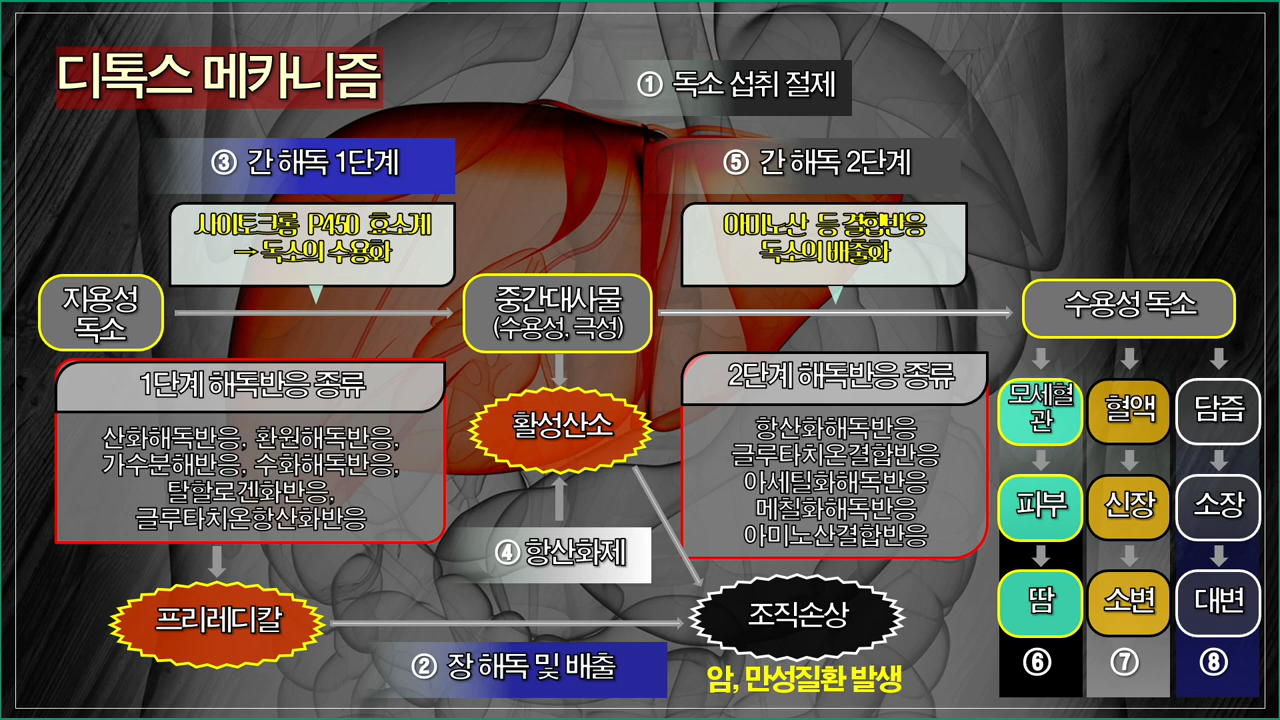 디톡스 메카니즘
① 독소 섭취 절제
③ 간 해독 1단계
⑤ 간 해독 2단계
사이토크롬 P450 효소계
→ 독소의 수용화
아미노산 등 결합반응
독소의 배출화
지용성
독소
중간대사물
(수용성, 극성)
수용성 독소
1단계 해독반응 종류
산화해독반응, 환원해독반응,
가수분해반응, 수화해독반응,
탈할로겐화반응,
글루타치온항산화반응
활성산소
④ 항산화제
2단계 해독반응 종류
항산화해독반응
글루타치온결합반응
아세틸화해독반응
메칠화해독반응
아미노산결합반응
모세혈
관
혈액
담즙
피부
신장
소장
땀
소변
대변
⑥
⑦
⑧
프리레디칼
② 장 해독 및 배출
조직손상
암, 만성질환 발생